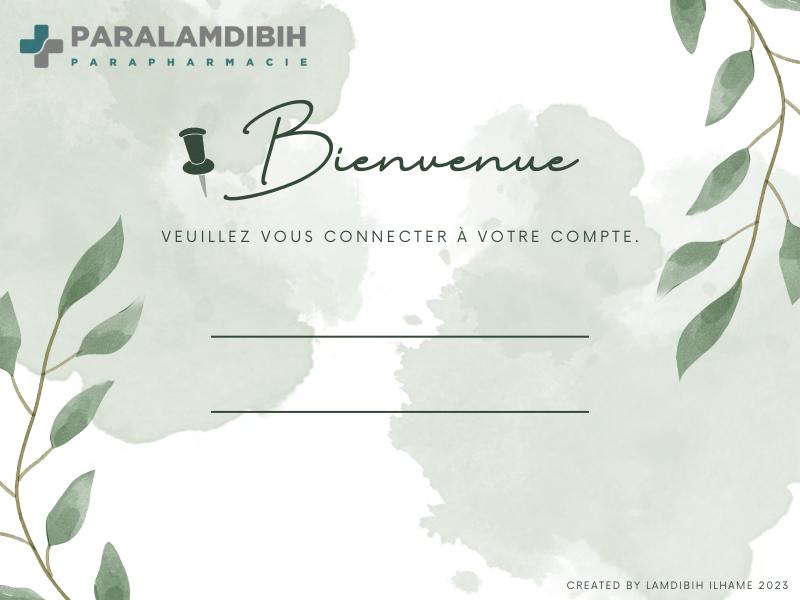 PARALAMDIBIH
PARAPHARMACIE
Bienvenue
VEUILLEZ VOUS CONNECTER À VOTRE COMPTE.
CREATED BY LAMDIBIH ILHAME 2023